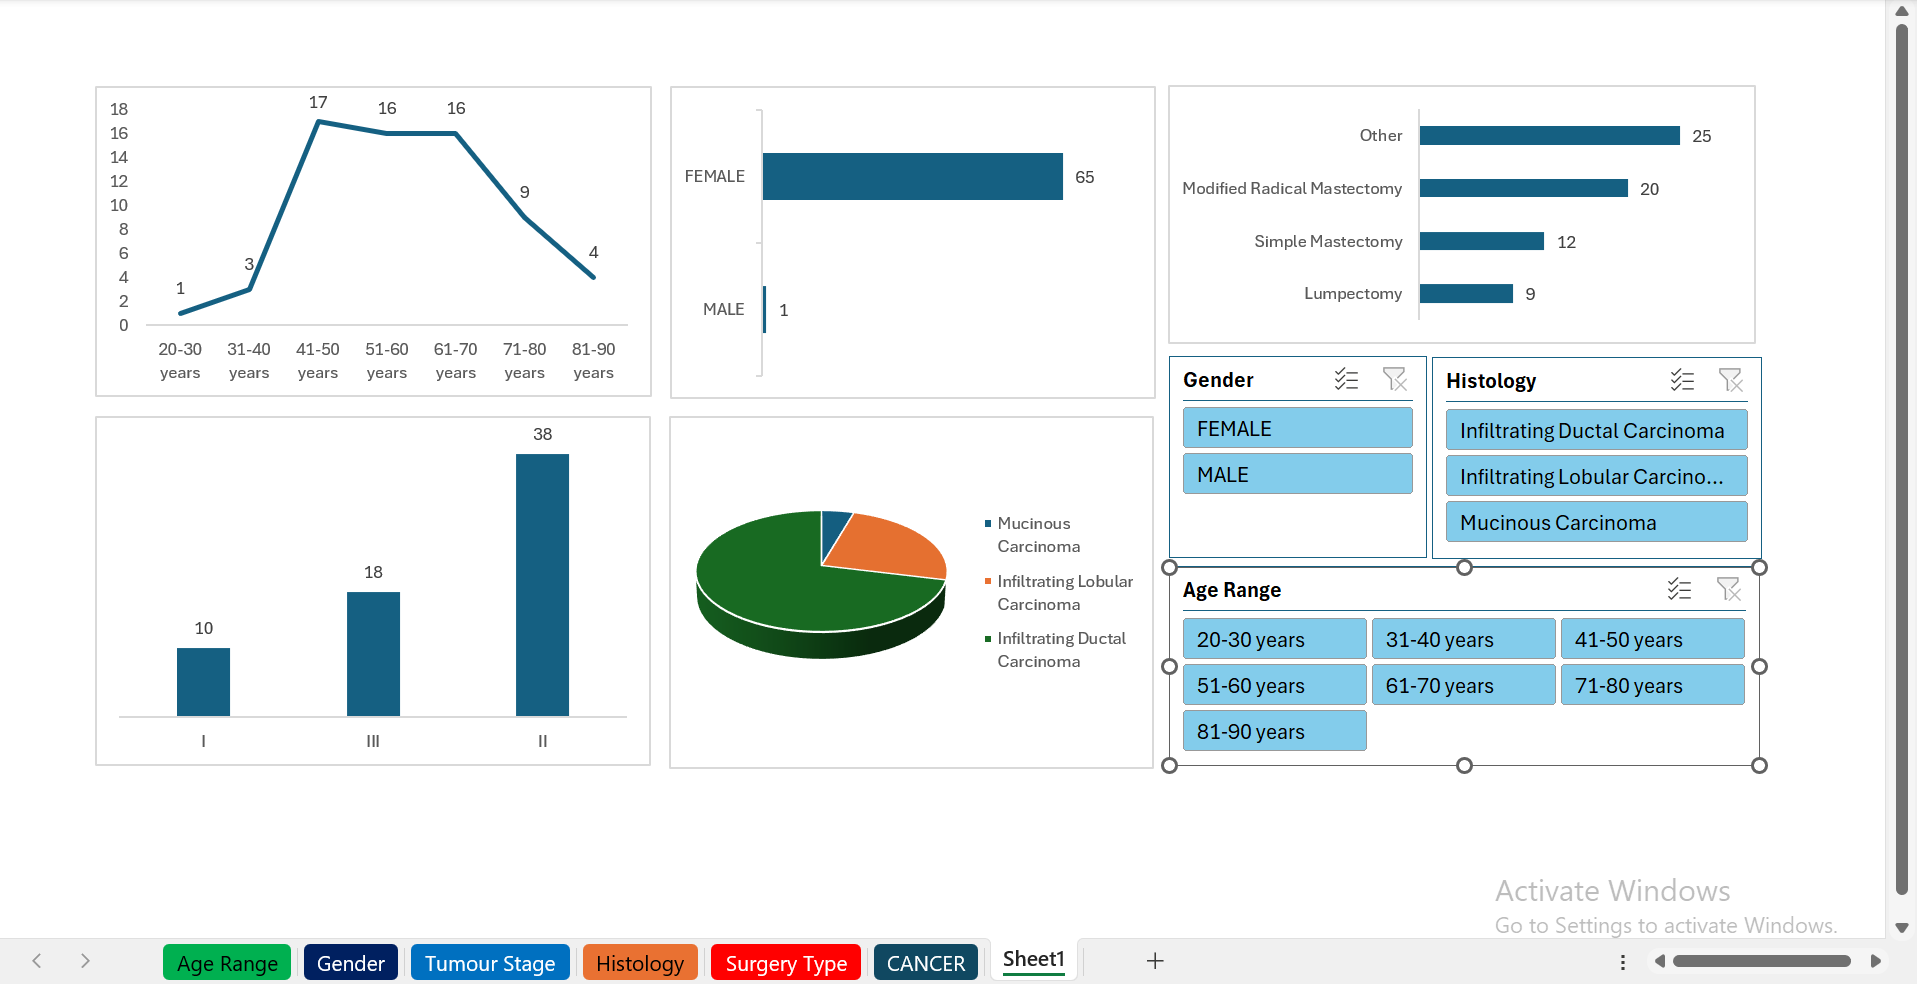 18
16
14
12
10
8
6
4
2
0
1
3
17
16
16
9
4
20-30 years
31-40 years
41-50 years
51-60 years
61-70 years
71-80 years
81-90 years
FEMALE
65
MALE
1
Other
25
Modified Radical Mastectomy
20
Simple Mastectomy
12
Lumpectomy
9
Gender
FEMALE
MALE
Histology
Infiltrating Ductal Carcinoma
Infiltrating Lobular Carcino...
Mucinous Carcinoma
10
18
38
I
III
II
Mucinous
Carcinoma
Infiltrating Lobular
Carcinoma
Infiltrating Ductal
Carcinoma
Age Range
20-30 years
31-40 years
41-50 years
51-60 years
61-70 years
71-80 years
81-90 years
Activate Windows
Go to Settings to activate Windows.
Age Range
Gender
Tumour Stage
Histology
Surgery Type
CANCER
Sheet1